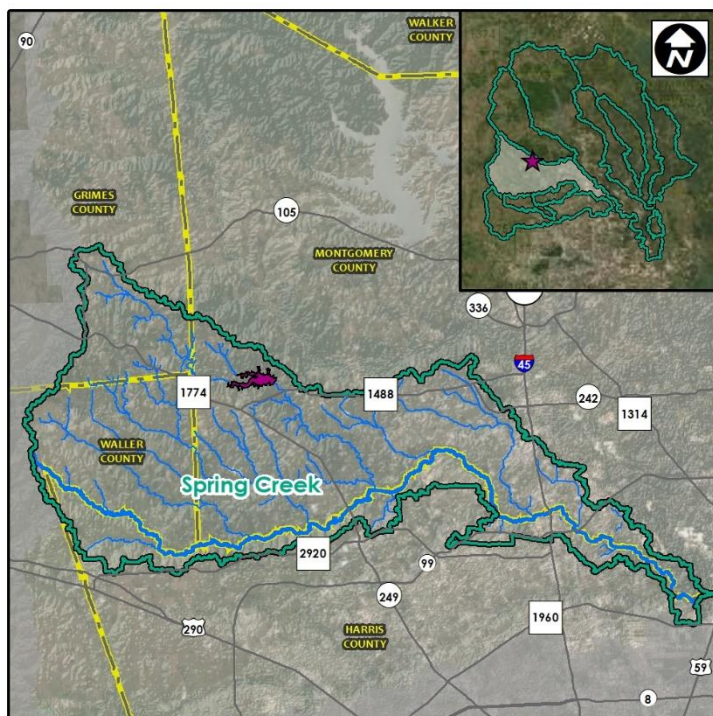 WALKER
COUNTY
90
N
GRIMES
COUNTY
105
MONTGOMERY
COUNTY
336
45
1774
1488
242
1314
WALLER
COUNTY
Spring Creek
2920
99
249
290
HARRIS
COUNTY
1960
59
8